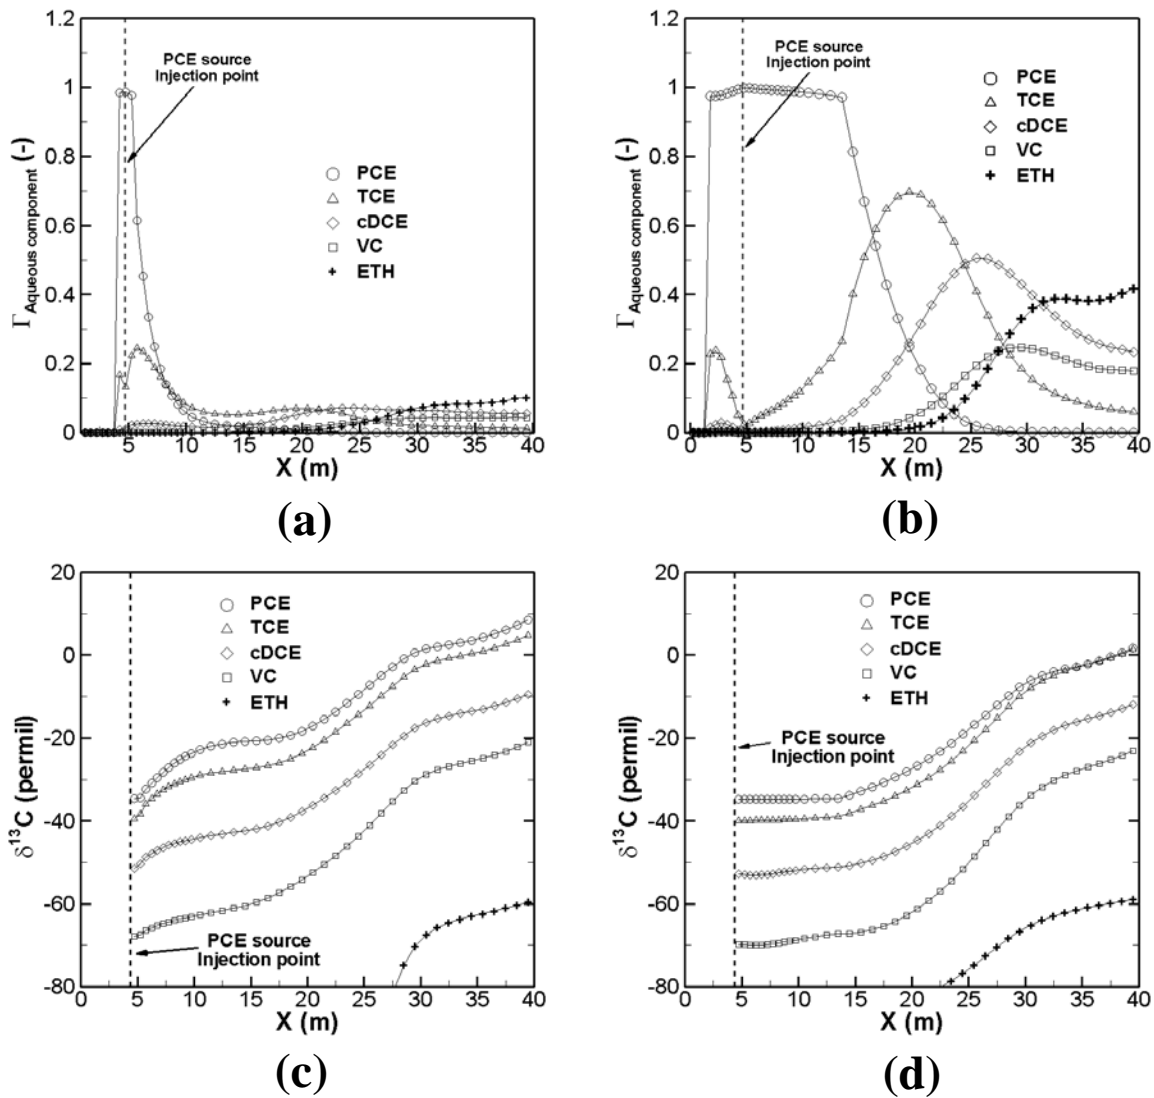 1.2
1
0.8
0.6
0.4
0.2
0
Γ Aqueous component (-)
PCE source
Injection point
PCE
TCE
cDCE
VC
ETH
5 10 15 20 25 30 35 40
X (m)
(a)
1.2
1
0.8
0.6
0.4
0.2
0
Γ Aqueous component (-)
PCE source
Injection point
PCE
TCE
cDCE
VC
ETH
0 5 10 15 20 25 30 35 40
X (m)
(b)
20
0
-20
-40
-60
-80
δ13C (permil)
PCE
TCE
cDCE
VC
ETH
PCE source
Injection point
0 5 10 15 20 25 30 35 40
X (m)
(c)
20
0
-20
-40
-60
-80
δ13C (permil)
PCE
TCE
cDCE
VC
ETH
PCE source
Injection point
0 5 10 15 20 25 30 35 40
X (m)
(d)